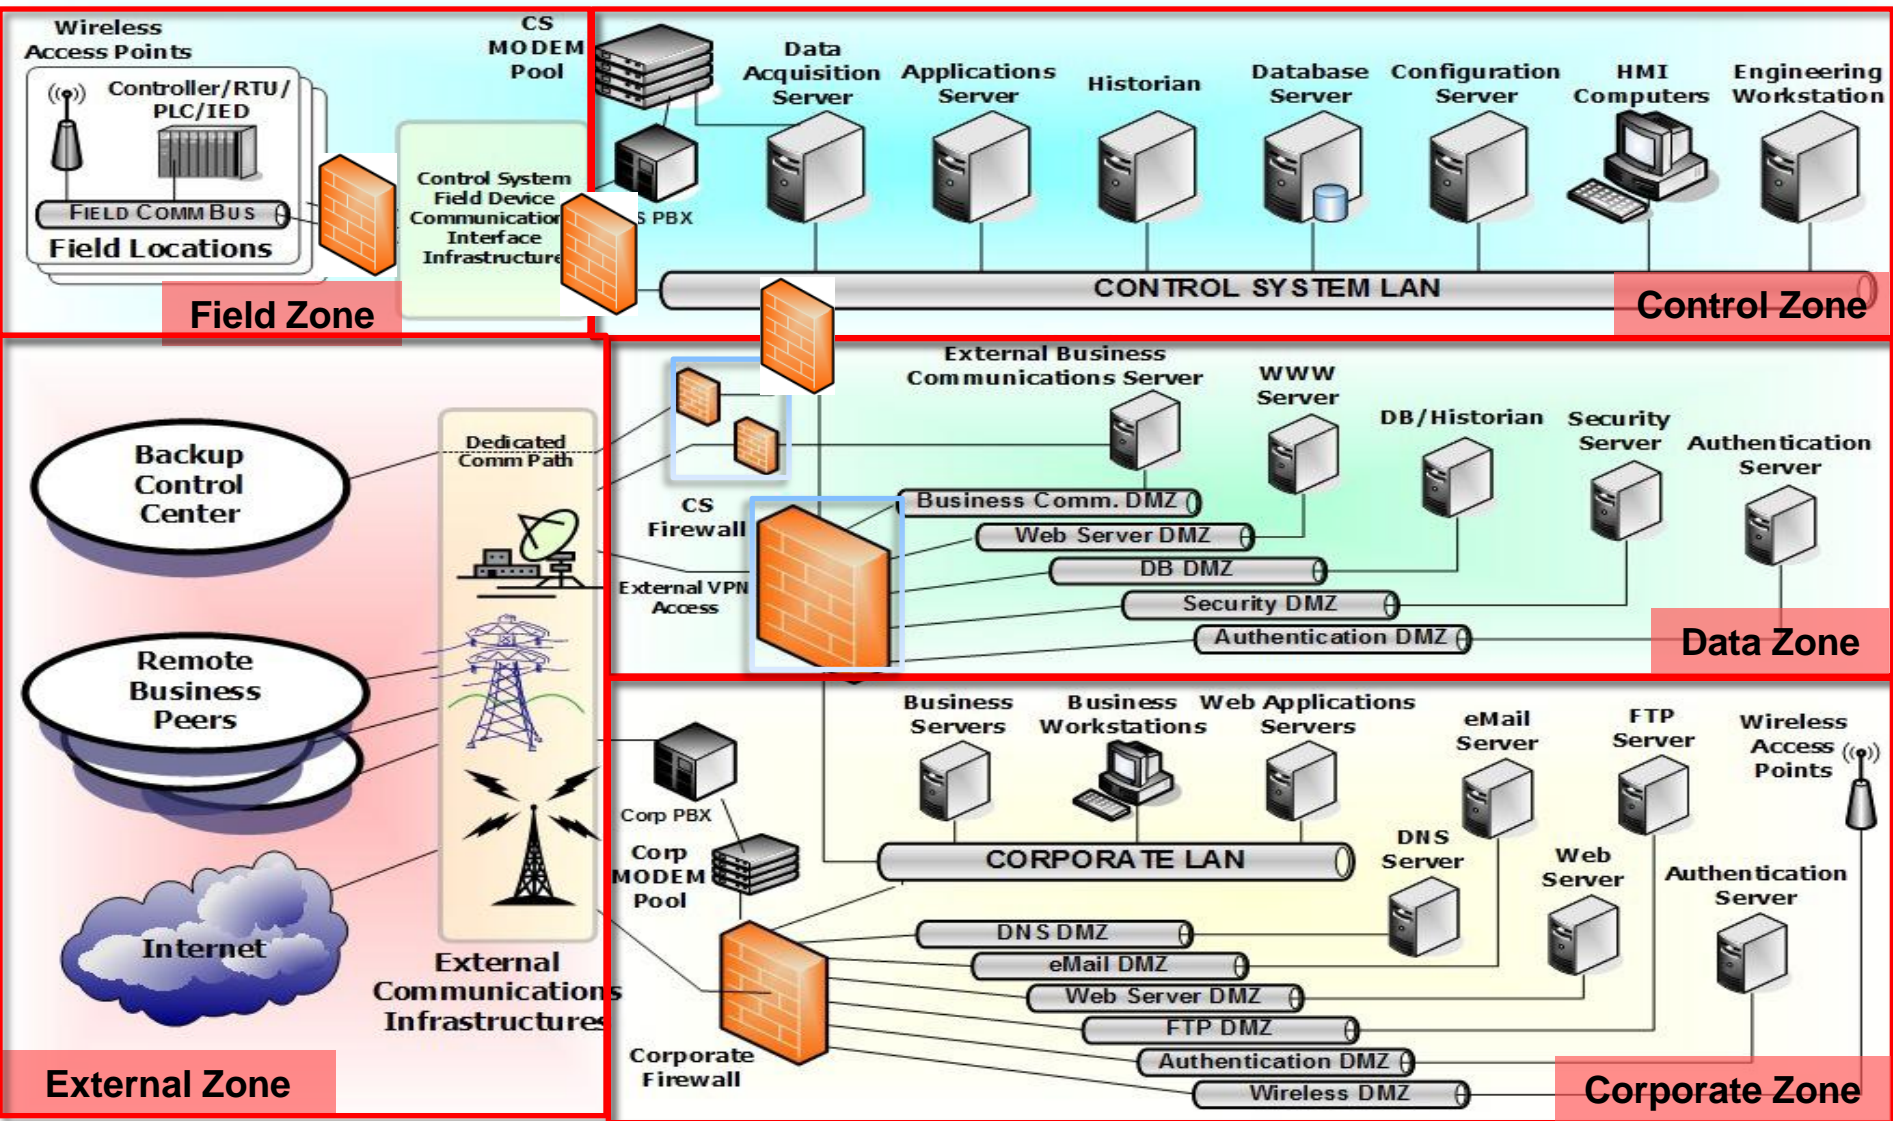 Wireless
Access Points
Controller/RTU/
PLC/IED
FIELD COMM BUS
Field Locations
Field Zone
CS
MODEM
Pool
Control System
Field Device
Communication
Interface
Infrastructure
S PBX
Data
Acquisition
Server
Applications
Server
Historian
Database
Server
Configuration
Server
HMI
Computers
Engineering
Workstation
CONTROL SYSTEM LAN
Control Zone
Backup
Control
Center
Remote
Business
Peers
Internet
Dedicated
Comm Path
External
Communications
Infrastructures
External Zone
CS
Firewall
External VPN
Access
External Business
Communications Server
WWW
Server
DB/Historian
Security
Server
Authentication
Server
Business Comm. DMZ
Web Server DMZ
DB DMZ
Security DMZ
Authentication DMZ
Data Zone
Corp PBX
Corp
MODEM
Pool
Corporate
Firewall
Business
Servers
Business
Workstations
Web Applications
Servers
eMail
Server
FTP
Server
Wireless
Access
Points
CORPORATE LAN
DNS
Server
Web
Server
Authentication
Server
DNS DMZ
eMail DMZ
Web Server DMZ
FTP DMZ
Authentication DMZ
Wireless DMZ
Corporate Zone